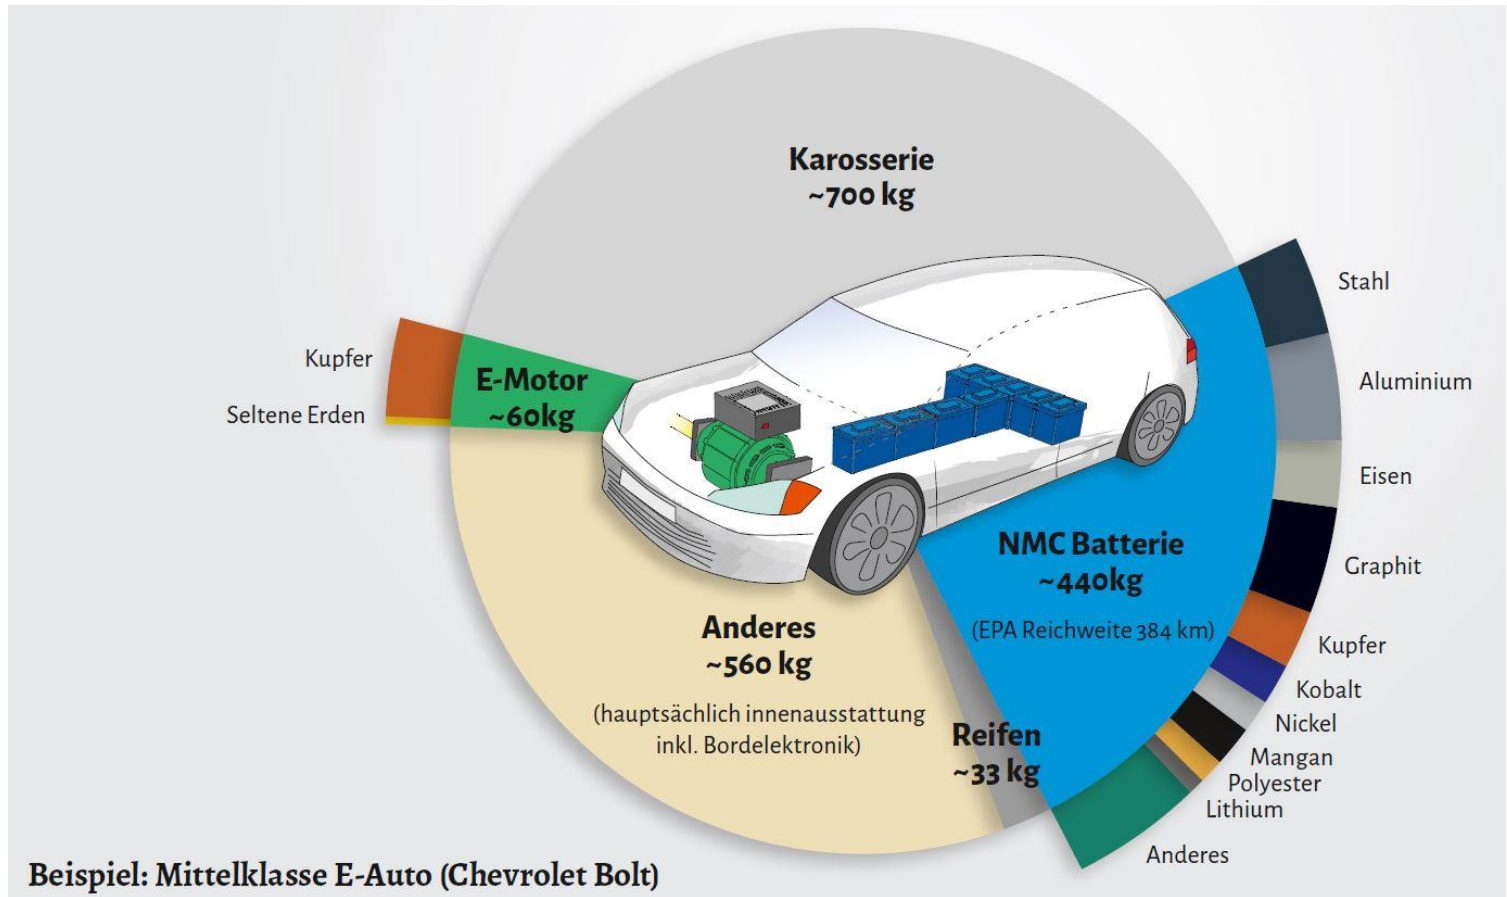 Karosserie
~700 kg
Stahl
Kupfer
E-Motor
~60kg
Seltene Erden
Aluminium
Eisen
NMC Batterie
~440kg
(EPA Reichweite 384 km)
Graphit
Anderes
~560 kg
(hauptsächlich innenausstattung
inkl. Bordelektronik)
Reifen
~33 kg
Kupfer
Kobalt
Nickel
Mangan
Polyester
Lithium
Anderes
Beispiel: Mittelklasse E-Auto (Chevrolet Bolt)